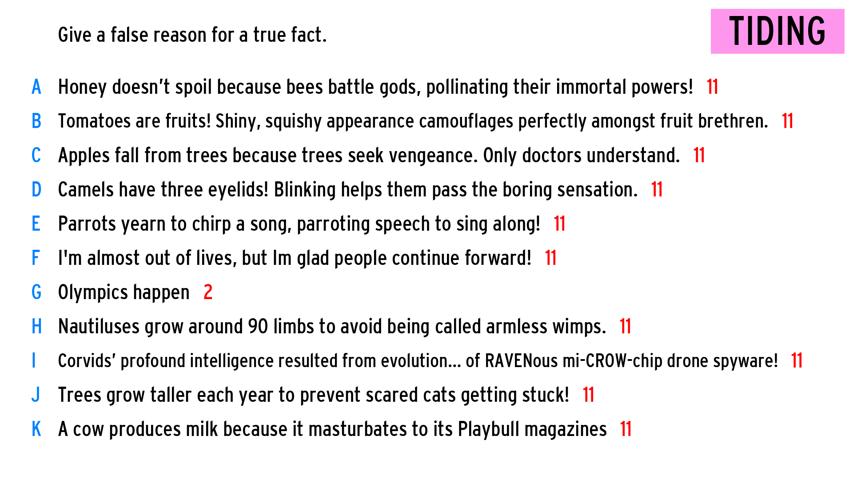 Give a false reason for a true fact.
TIDING
A Honey doesn't spoil because bees battle gods, pollinating their immortal powers! 11
B Tomatoes are fruits! Shiny, squishy appearance camouflages perfectly amongst fruit brethren. 11
C Apples fall from trees because trees seek vengeance. Only doctors understand. 11
D Camels have three eyelids! Blinking helps them pass the boring sensation. 11
E Parrots yearn to chirp a song, parroting speech to sing along! 11
F I'm almost out of lives, but Im glad people continue forward! 11
G Olympics happen 2
H Nautiluses grow around 90 limbs to avoid being called armless wimps. 11
I Corvids' profound intelligence resulted from evolution... of RAVENous mi-CROW-chip drone spyware! 11
J Trees grow taller each year to prevent scared cats getting stuck! 11
K A cow produces milk because it masturbates to its Playbull magazines 11